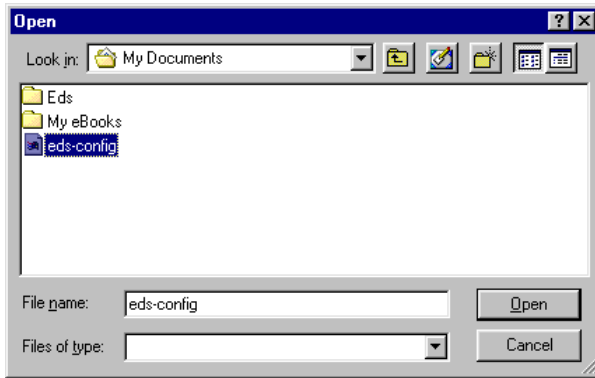 Open
Look in: My Documents
Eds
My eBooks
eds-config
File name: eds-config Open
Files of type: Cancel